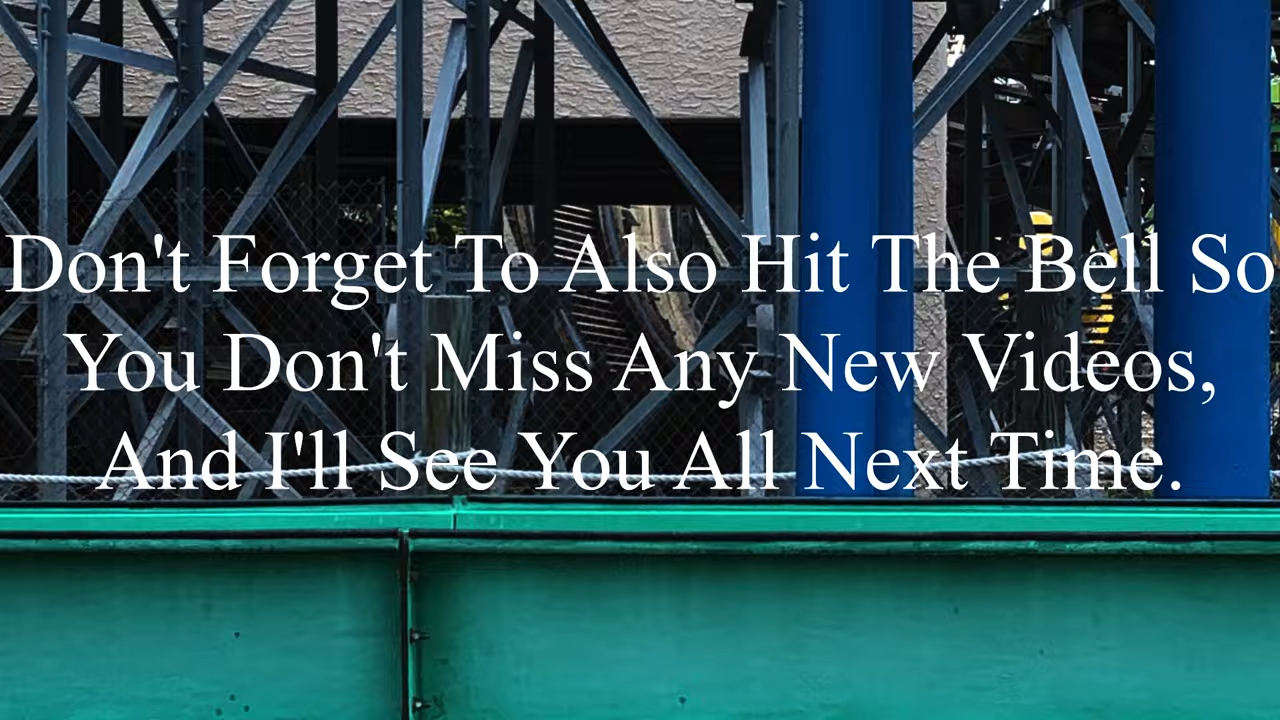 Don't Forget To Also Hit The Bell So
You Don't Miss Any New Videos,
And I'll See You All Next Time.